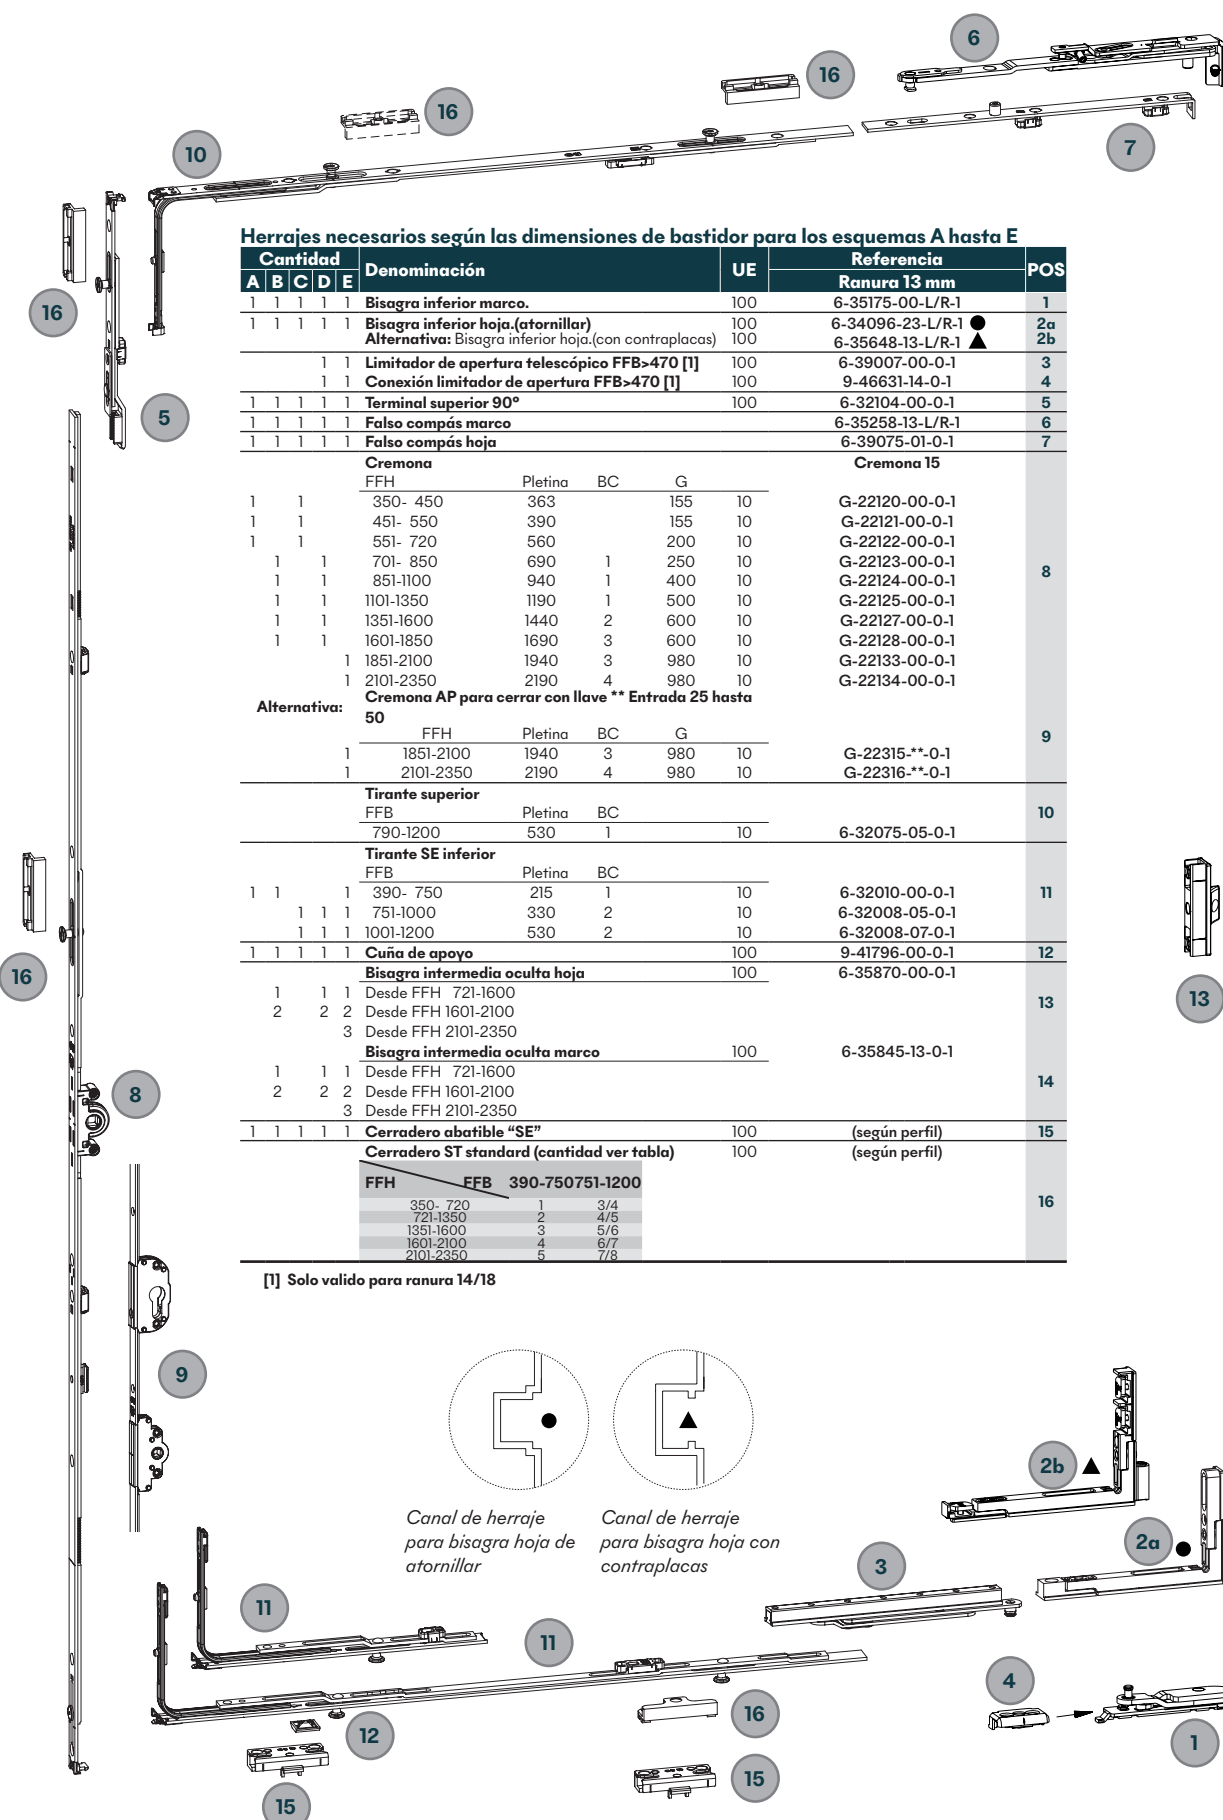 6
16
16
10
7
16
5
Herrajes necesarios según las dimensiones de bastidor para los esquemas A hasta E
Cantidad Denominación UE Referencia POS
A B C D E Ranura 13 mm
1 1 1 1 1 Bisagra inferior marco. 100 6-35175-00-L/R-1 1
1 1 1 1 1 Bisagra inferior hoja.(atornillar) 100 6-34096-23-L/R-1 ● 2a
Alternativa: Bisagra inferior hoja.(con contraplacas) 100 6-35648-13-L/R-1 ▲ 2b
1 1 Limitador de apertura telescópico FFB>470 [1] 100 6-39007-00-0-1 3
1 1 Conexión limitador de apertura FFB>470 [1] 100 9-46631-14-0-1 4
1 1 1 1 1 Terminal superior 90º 100 6-32104-00-0-1 5
1 1 1 1 1 Falso compás marco 6-35258-13-L/R-1 6
1 1 1 1 1 Falso compás hoja 6-39075-01-0-1 7
Cremona Cremona 15
FFH Pletina BC G
1 1 350- 450 363 155 10 G-22120-00-0-1
1 1 451- 550 390 155 10 G-22121-00-0-1
1 1 551- 720 560 200 10 G-22122-00-0-1
1 1 701- 850 690 1 250 10 G-22123-00-0-1
8
1 1 851-1100 940 1 400 10 G-22124-00-0-1
1 1 1101-1350 1190 1 500 10 G-22125-00-0-1
1 1 1351-1600 1440 2 600 10 G-22127-00-0-1
1 1 1601-1850 1690 3 600 10 G-22128-00-0-1
1 1851-2100 1940 3 980 10 G-22133-00-0-1
1 2101-2350 2190 4 980 10 G-22134-00-0-1
Alternativa: Cremona AP para cerrar con llave ** Entrada 25 hasta
50
FFH Pletina BC G 9
1 1851-2100 1940 3 980 10 G-22315-**-0-1
1 2101-2350 2190 4 980 10 G-22316-**-0-1
Tirante superior
FFB Pletina BC 10
790-1200 530 1 10 6-32075-05-0-1
Tirante SE inferior
FFB Pletina BC
1 1 1 390- 750 215 1 10 6-32010-00-0-1 11
1 1 1 751-1000 330 2 10 6-32008-05-0-1
1 1 1 1001-1200 530 2 10 6-32008-07-0-1
1 1 1 1 1 Cuña de apoyo 100 9-41796-00-0-1 12
Bisagra intermedia oculta hoja 100 6-35870-00-0-1
1 1 1 Desde FFH 721-1600
13
2 2 2 Desde FFH 1601-2100
3 Desde FFH 2101-2350
Bisagra intermedia oculta marco 100 6-35845-13-0-1
1 1 1 Desde FFH 721-1600
14
2 2 2 Desde FFH 1601-2100
3 Desde FFH 2101-2350
1 1 1 1 1 Cerradero abatible “SE” 100 (según perfil) 15
Cerradero ST standard (cantidad ver tabla) 100 (según perfil)
FFH FFB 390-750 751-1200
16
350- 720 1 3/4
721-1350 2 4/5
1351-1600 3 5/6
1601-2100 4 6/7
2101-2350 5 7/8
[1] Solo valido para ranura 14/18
16
13
8
9
● ▲
Canal de herraje
para bisagra hoja de
atornillar
Canal de herraje
para bisagra hoja con
contraplacas
2b ▲
2a ●
3
11
11
4
16
12
1
15
15